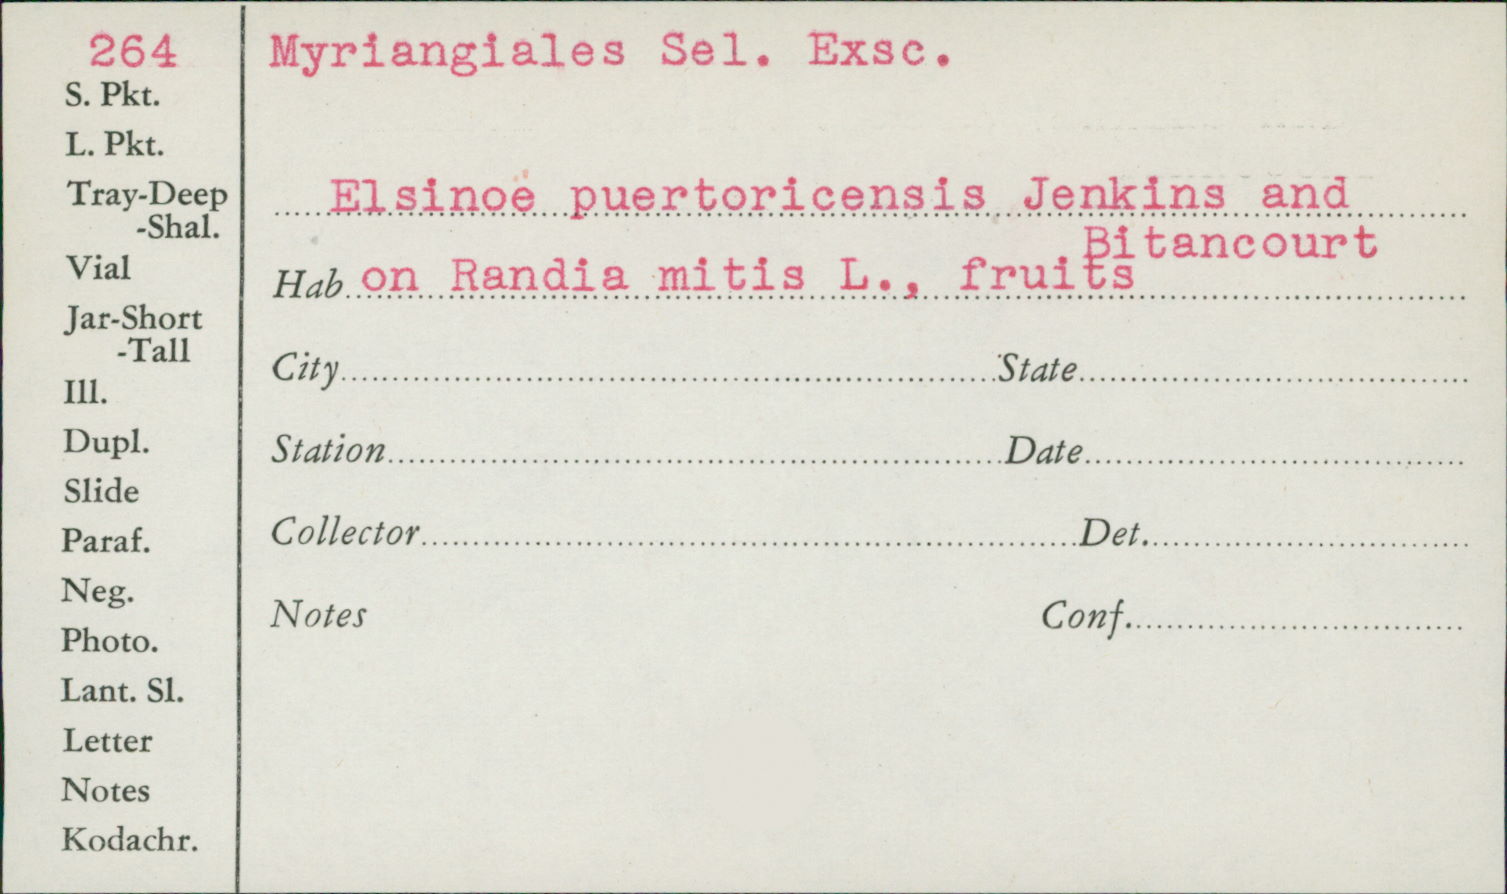 264
S. Pkt.
L. Pkt.
Tray-Deep
-Shal.
Vial
Jar-Short
-Tall
Ill.
Dupl.
Slide
Paraf.
Neg.
Photo.
Lant. Sl.
Letter
Notes
Kodachr.
Myriangiales Sel. Exsc.
Elsinoe puertoricensis Jenkins and
Bitancourt
Hab on Randia mitis L., fruits
City State
Station Date
Collector Det.
Notes Conf.